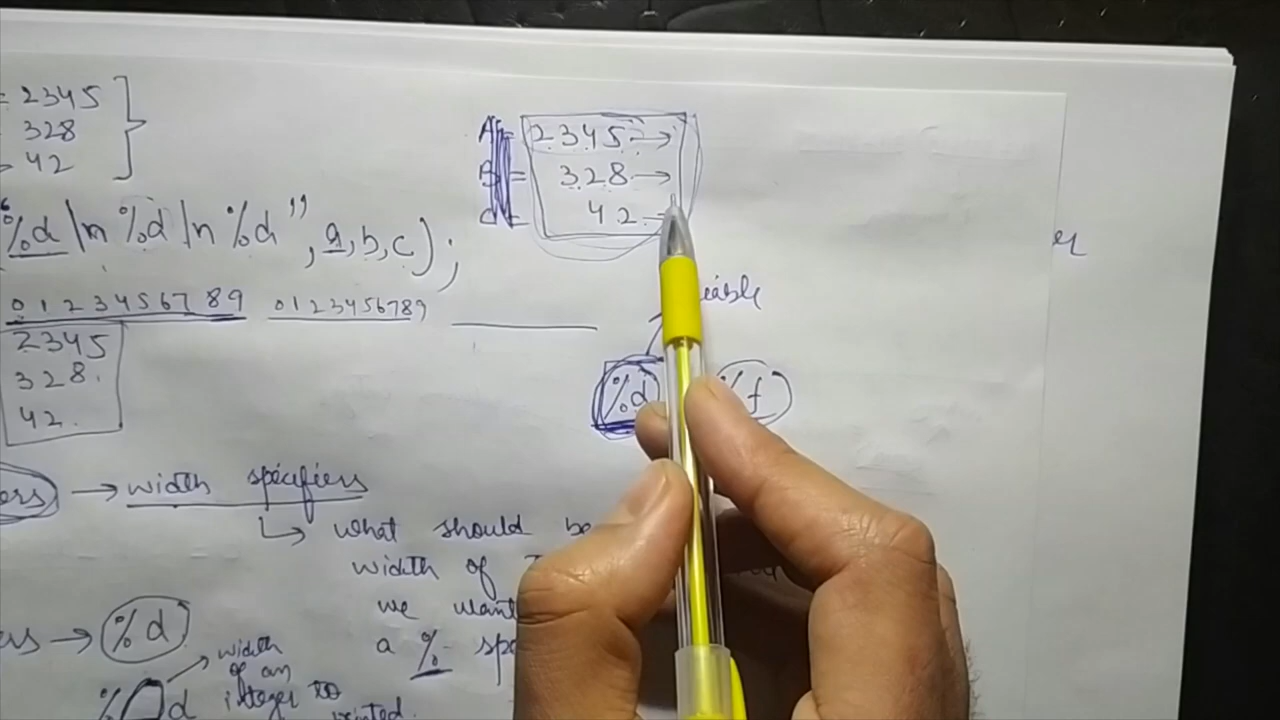 = 2345
328
42
A= 2345 →
B= 328 →
C= 42 →
"%d \n %d \n %d", a, b, c);
0 1 2 3 4 5 6 7 8 9 0 1 2 3 4 5 6 7 8 9
2345
328.
42.
%d
→ width specifiers
↳ what should be
width of
we want
a %
→ %d
→ width
of an
integer to
printed.
% d